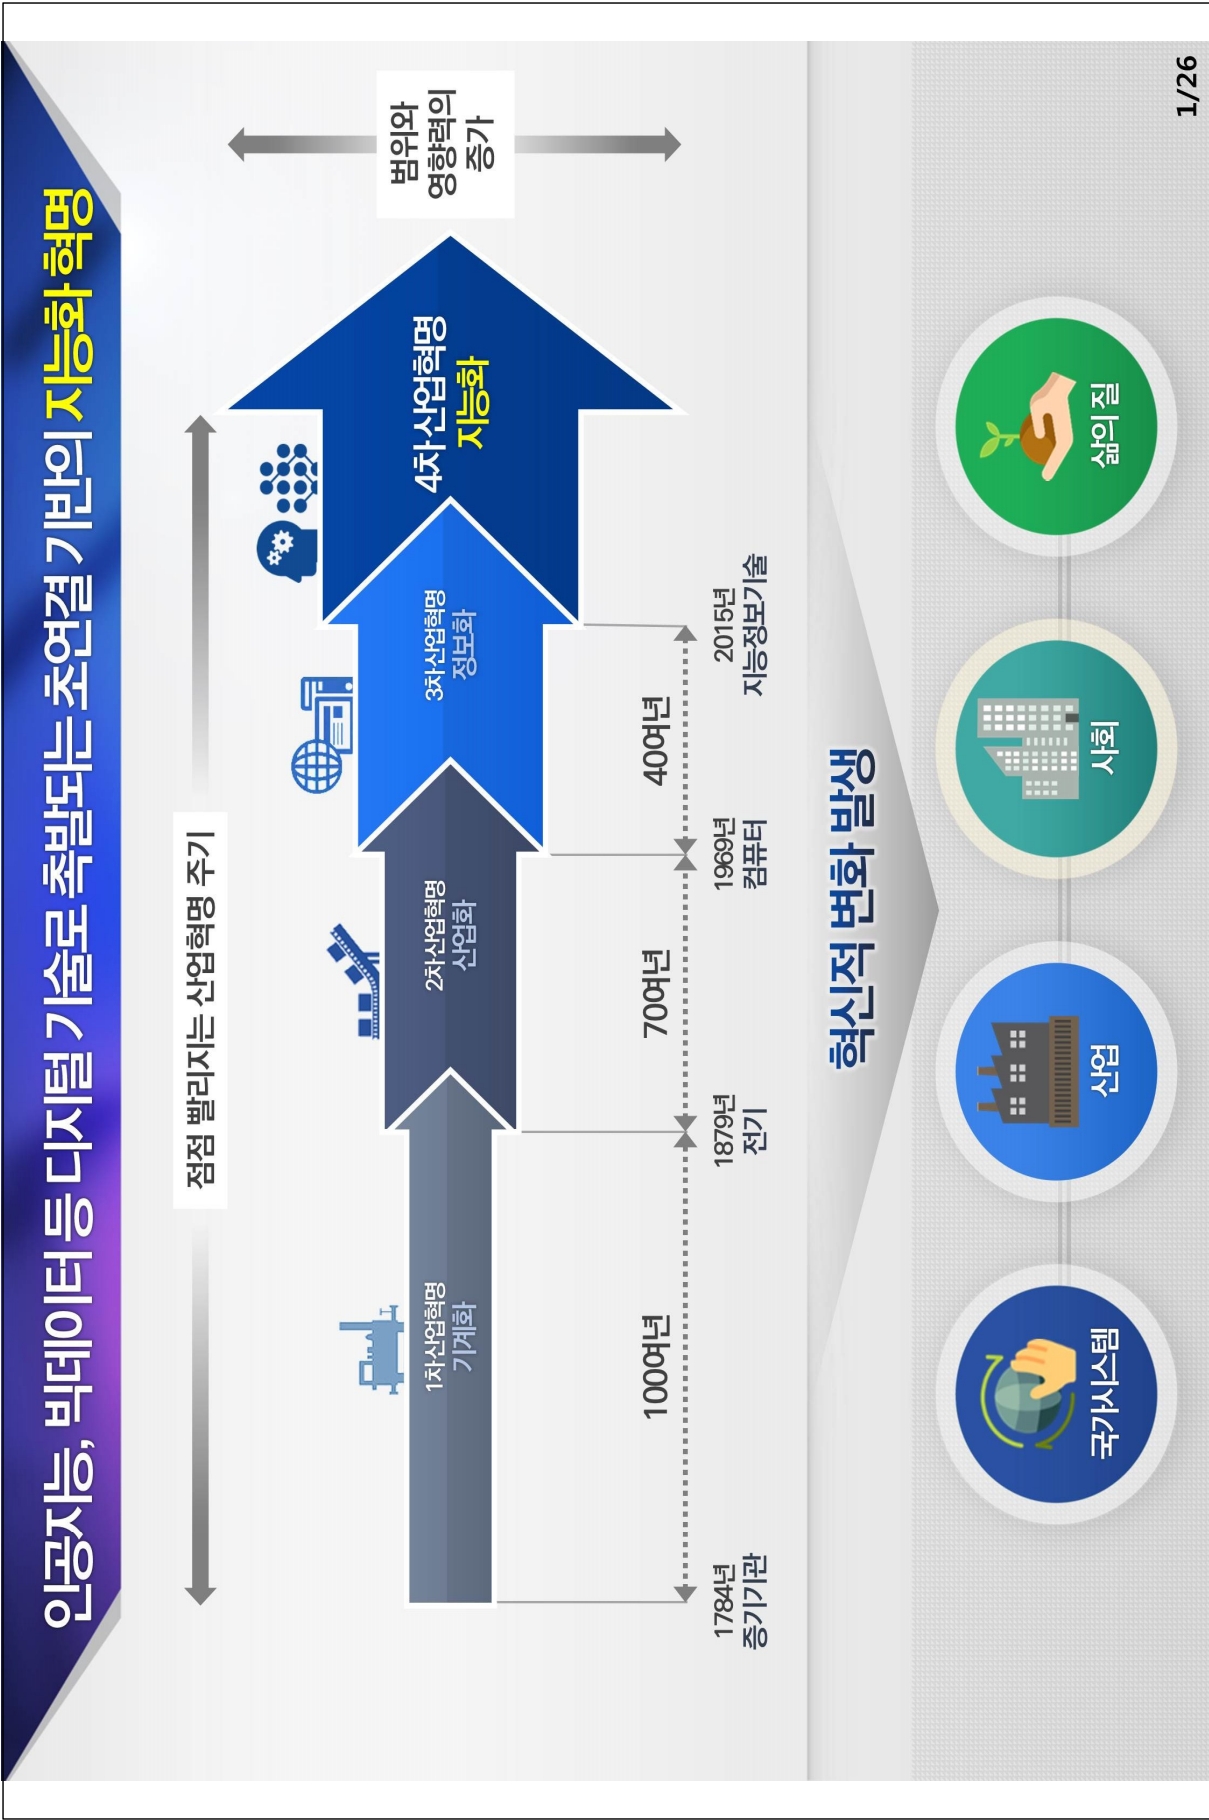 인공지능, 빅데이터 등 디지털 기술로 촉발되는 초연결 기반의 지능화 혁명
점점 빨리지는 산업혁명 주기
범위와
영향력의
증가
1차산업혁명
기계화
2차산업혁명
산업화
3차산업혁명
정보화
4차산업혁명
지능화
100여년
70여년
40여년
1784년
증기기관
1879년
전기
1969년
컴퓨터
2015년
지능정보기술
혁신적 변화 발생
국가시스템
산업
사회
삶의 질
1/26